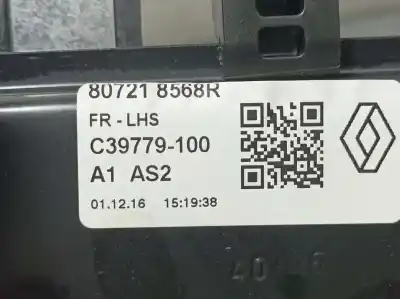 80721 8568R
FR - LHS
C39779-100
A1 AS2
01.12.16 15:19:38